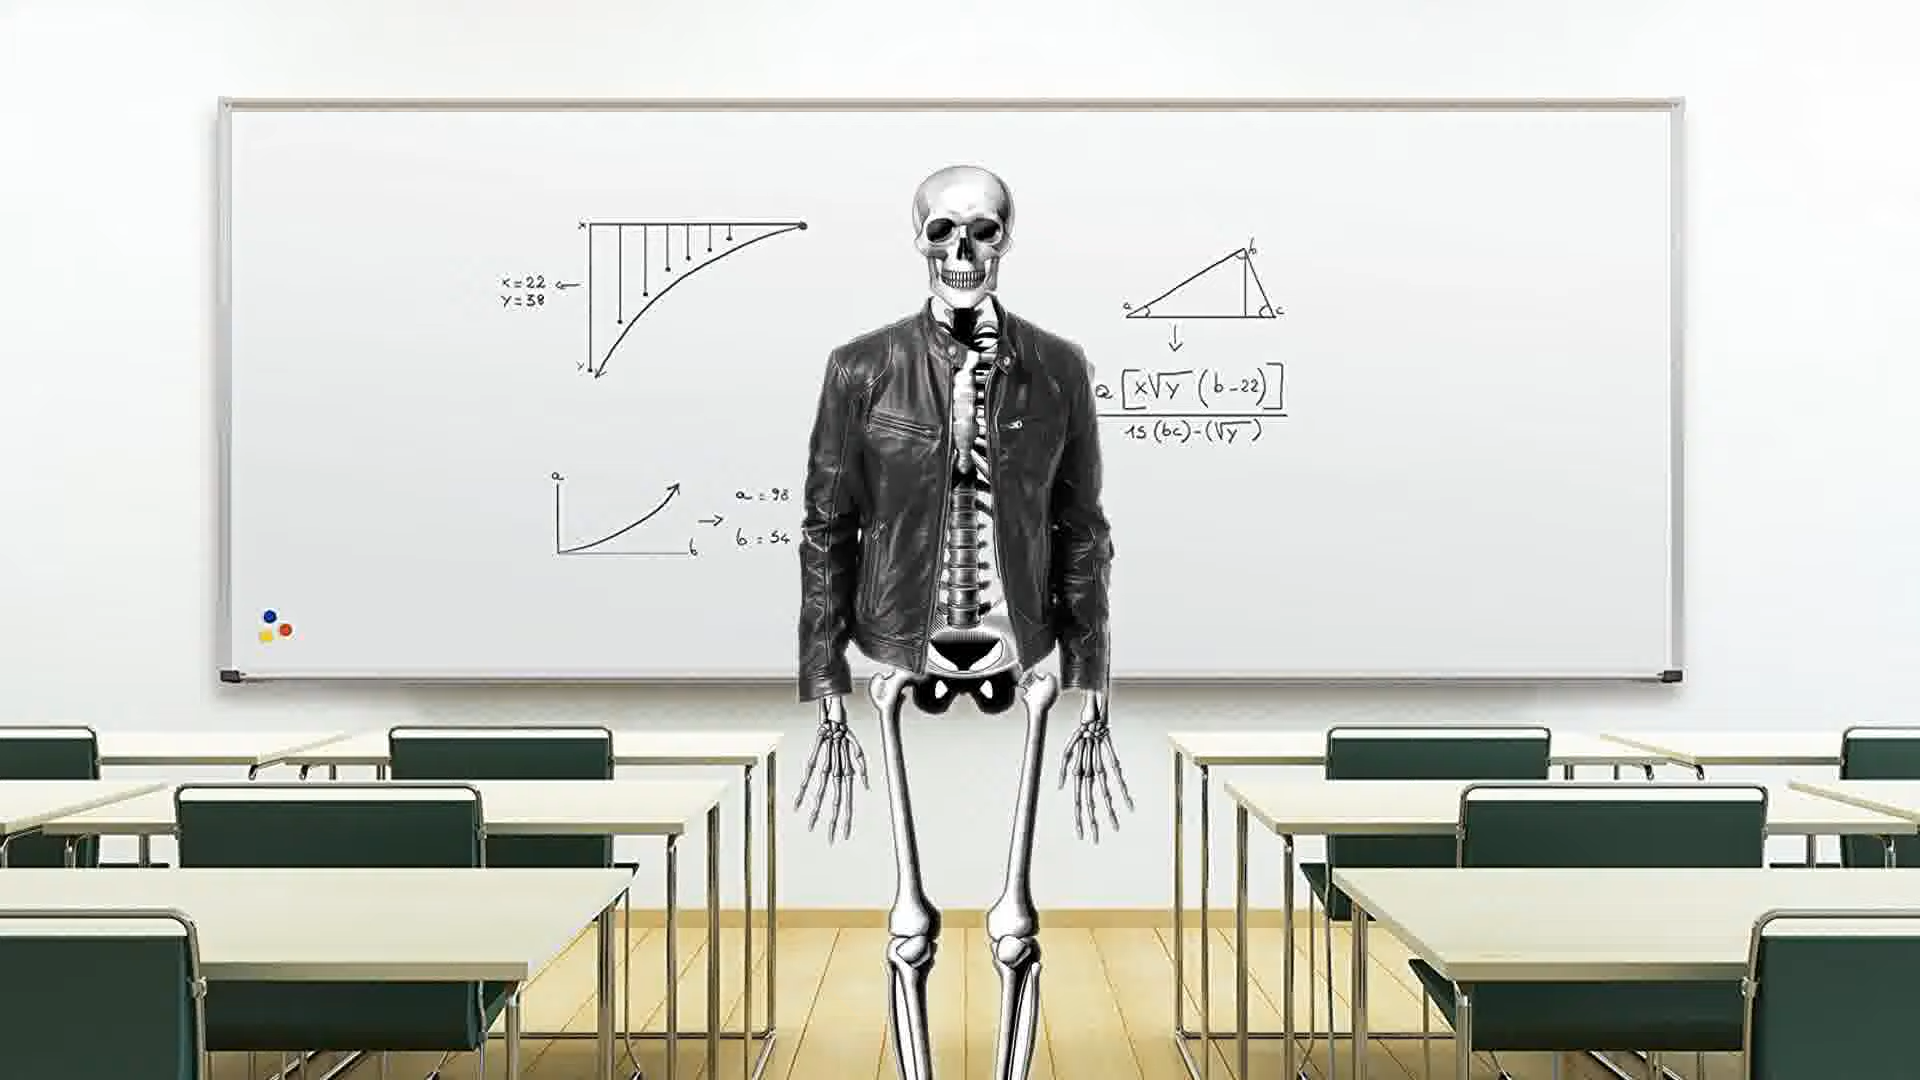 x
x = 22
y = 38
y
a
b
a = 98
b = 54
b
a
c
a [x√y (b-22)]
15 (bc)-(√y)